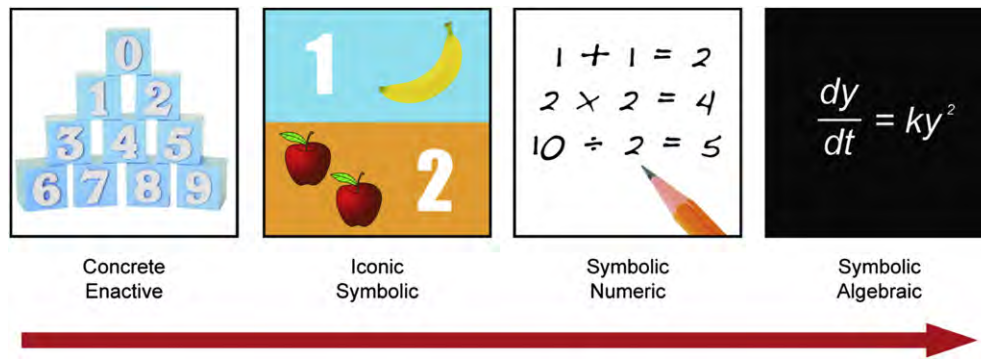 0
1 2
3 4 5
6 7 8 9
1
2
1 + 1 = 2
2 × 2 = 4
10 ÷ 2 = 5
dy/dt = ky²
Concrete
Enactive
Iconic
Symbolic
Symbolic
Numeric
Symbolic
Algebraic